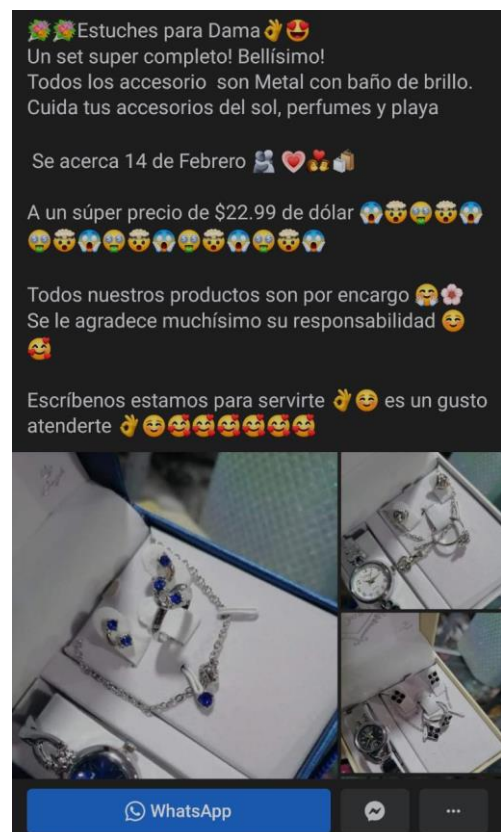 💐💐Estuches para Dama👌😍
Un set super completo! Bellísimo!
Todos los accesorio son Metal con baño de brillo.
Cuida tus accesorios del sol, perfumes y playa
Se acerca 14 de Febrero 🫂💗💑🛍️
A un súper precio de $22.99 de dólar 😱🤯🤑🤯😱
🤑🤯😱🤑🤯😱🤑🤯😱🤑🤯😱
Todos nuestros productos son por encargo 🤗🌸
Se le agradece muchísimo su responsabilidad ☺️
🥰
Escríbenos estamos para servirte 👌☺️ es un gusto
atenderte 👌☺️🥰🥰🥰🥰🥰🥰
WhatsApp